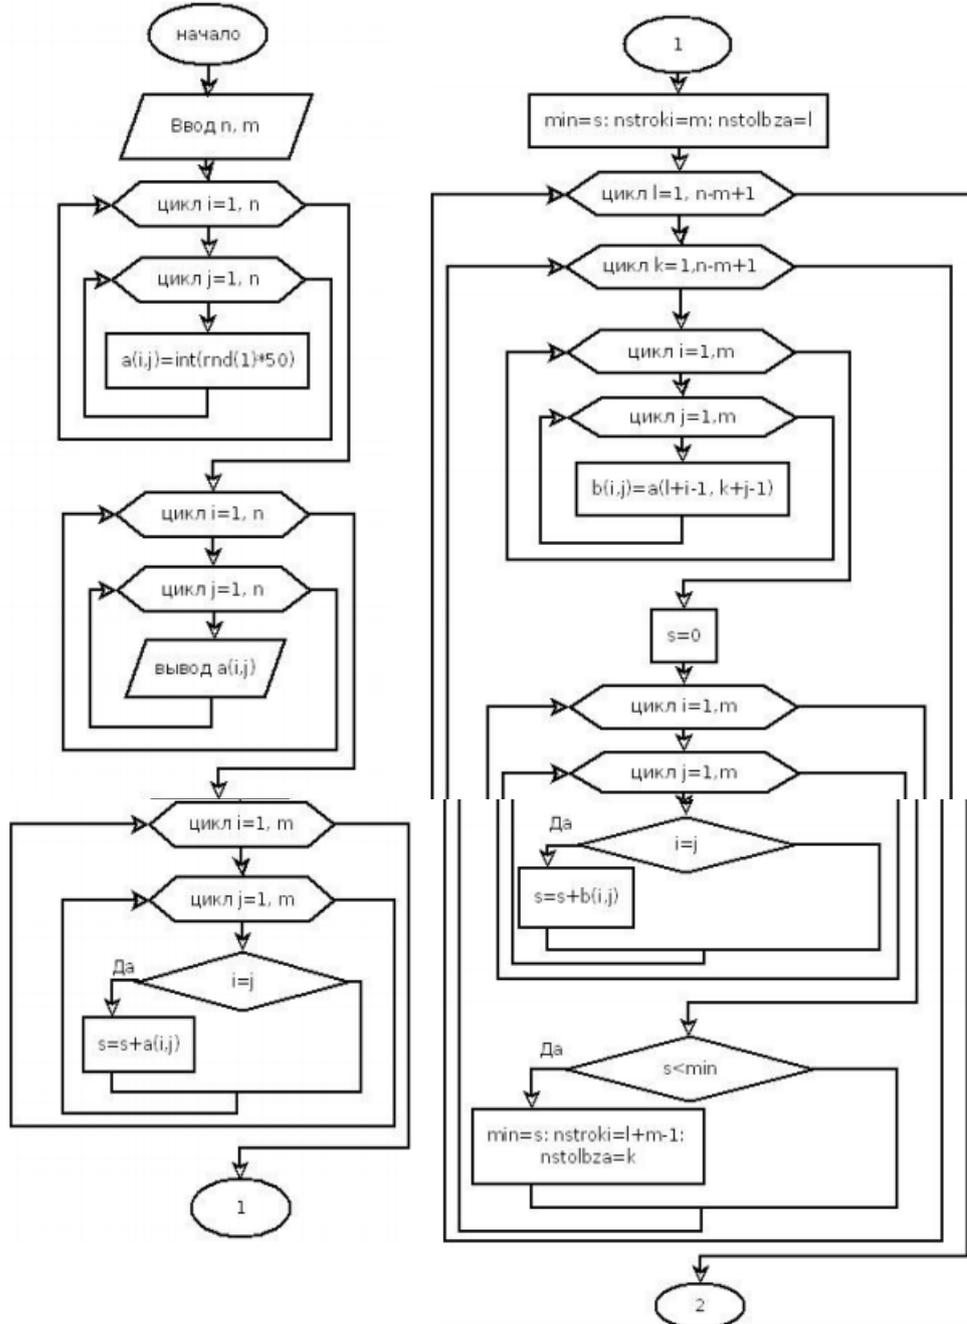 начало
Ввод n, m
цикл i=1, n
цикл j=1, n
a(i,j)=int(rnd(1)*50)
цикл i=1, n
цикл j=1, n
вывод a(i,j)
цикл i=1, m
цикл j=1, m
Да
i=j
s=s+a(i,j)
1
1
min=s: nstroki=m: nstolbza=l
цикл l=1, n-m+1
цикл k=1,n-m+1
цикл i=1,m
цикл j=1,m
b(i,j)=a(l+i-1, k+j-1)
s=0
цикл i=1,m
цикл j=1,m
Да
i=j
s=s+b(i,j)
Да
s<min
min=s: nstroki=l+m-1:
nstolbza=k
2